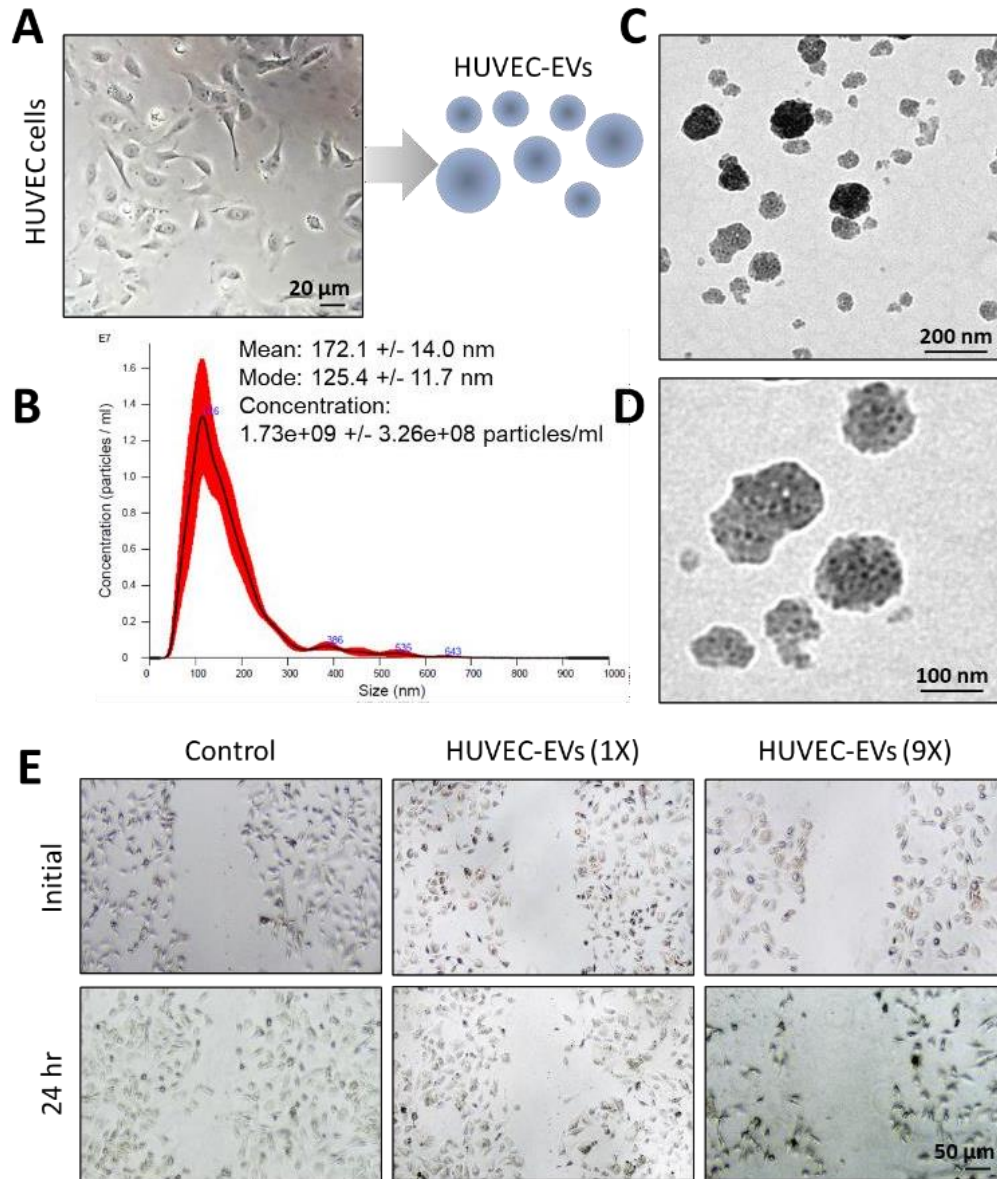 A
HUVEC cells
20 µm
HUVEC-EVs
C
200 nm
B
E7
Mean: 172.1 +/- 14.0 nm
Mode: 125.4 +/- 11.7 nm
Concentration:
1.73e+09 +/- 3.26e+08 particles/ml
Concentration (particles / ml)
1.6
1.4
1.2
1.0
0.8
0.6
0.4
0.2
0
386
535
643
0 100 200 300 400 500 600 700 800 900 1000
Size (nm)
D
100 nm
E
Control
HUVEC-EVs (1X)
HUVEC-EVs (9X)
Initial
24 hr
50 µm